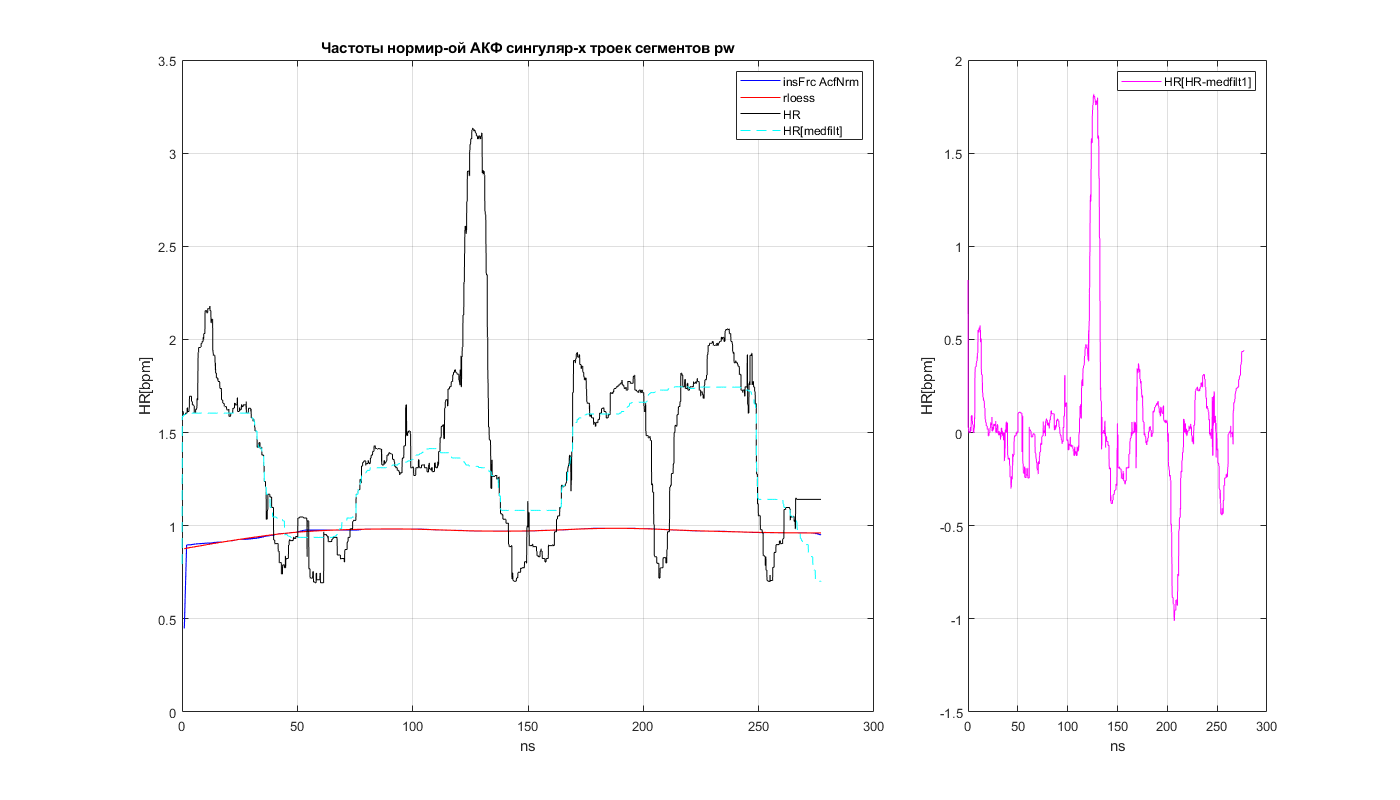 Частоты нормир-ой АКФ сингуляр-х троек сегментов pw
3.5
3
2.5
2
1.5
1
0.5
0
HR[bpm]
0 50 100 150 200 250 300
ns
insFrc AcfNrm
rloess
HR
HR[medfilt]
2
1.5
1
0.5
0
-0.5
-1
-1.5
HR[bpm]
0 50 100 150 200 250 300
ns
HR[HR-medfilt1]